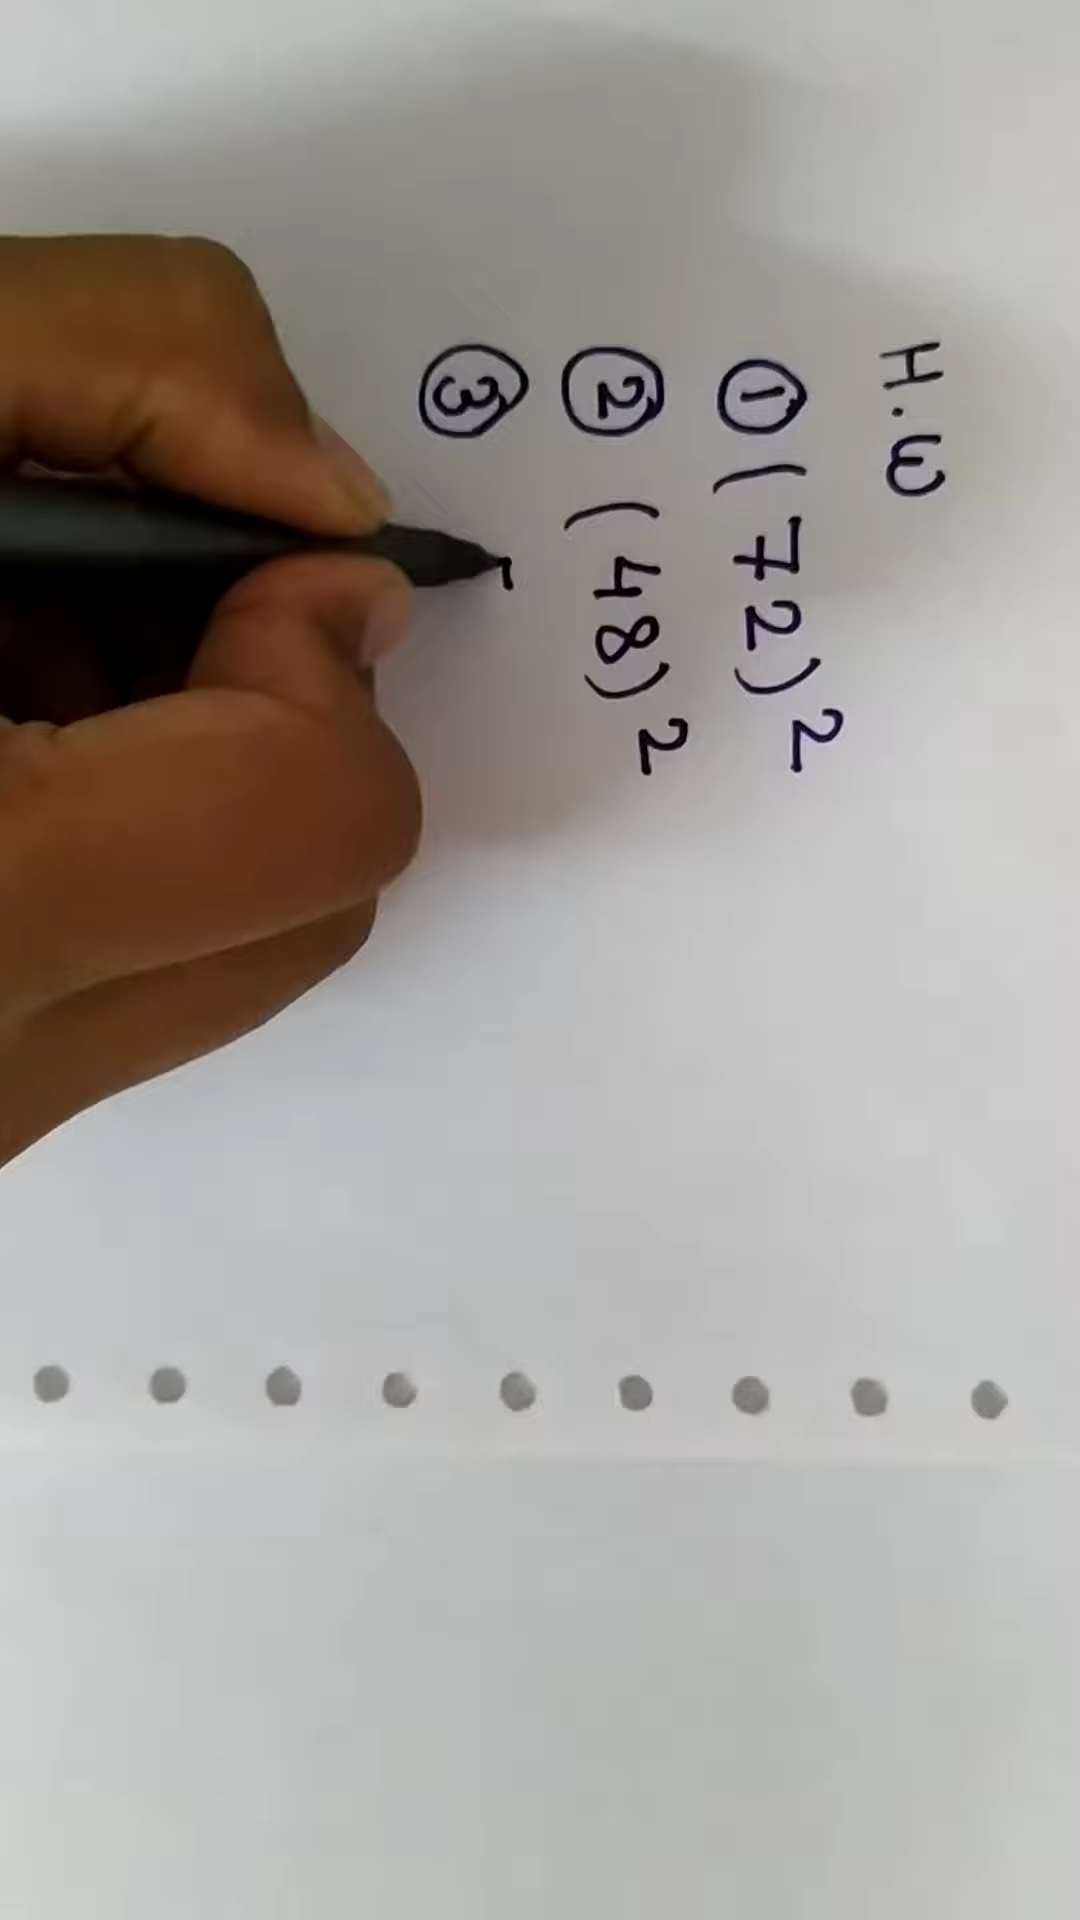 H.W
① (72)²
② (48)²
③